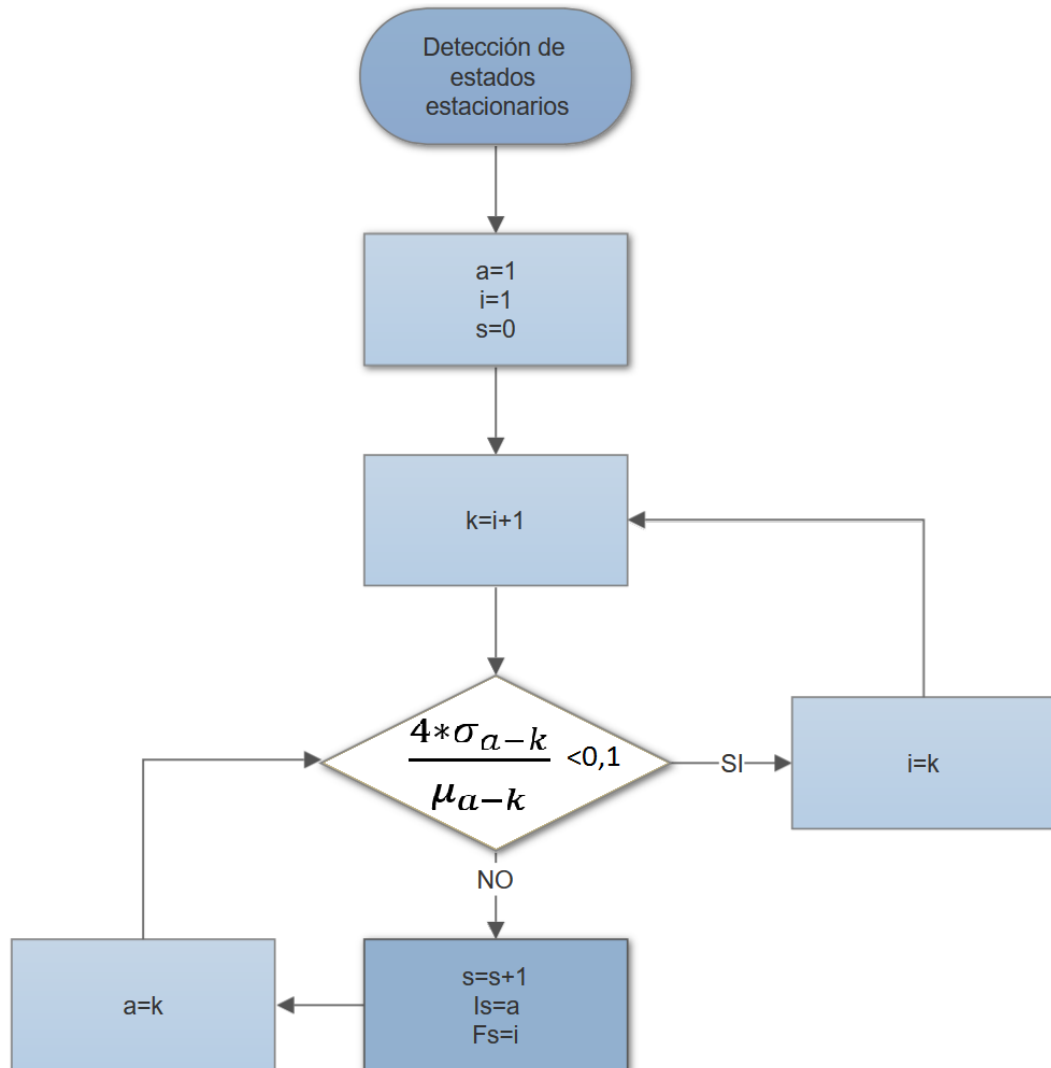 Detección de
estados
estacionarios
a=1
i=1
s=0
k=i+1
4*σa−k
μa−k
<0,1
SI
i=k
NO
s=s+1
Is=a
Fs=i
a=k